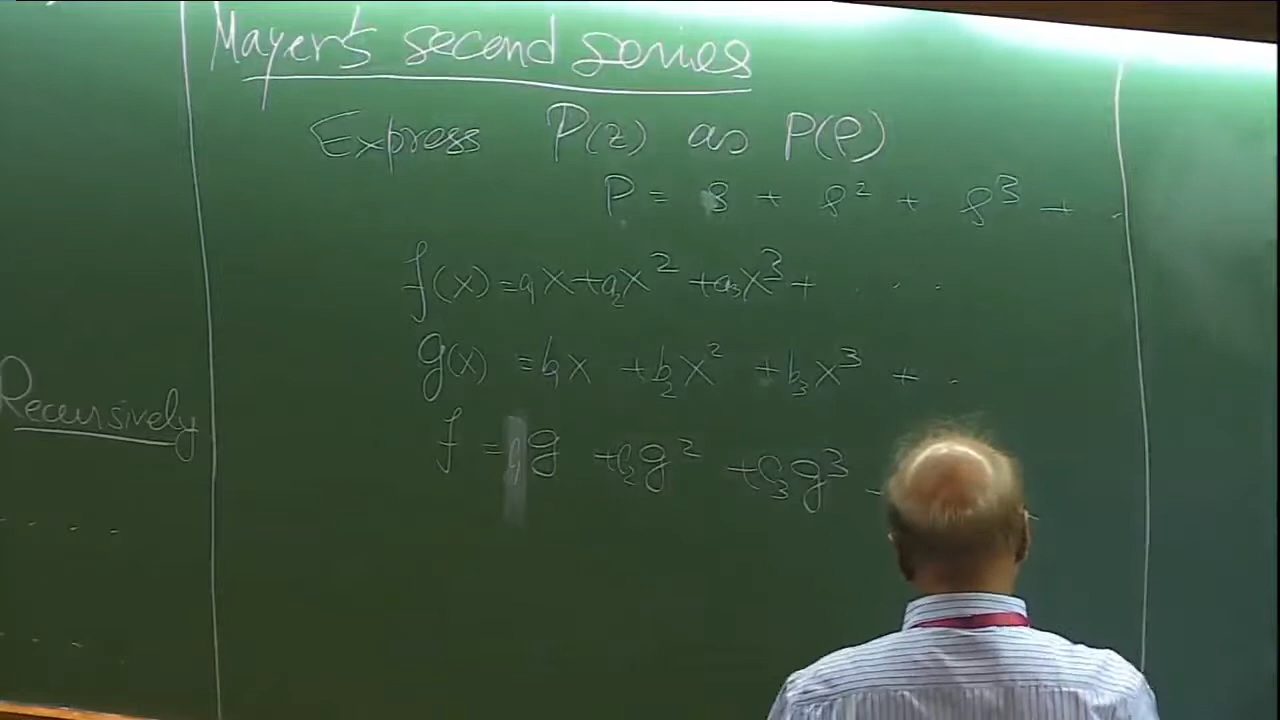 Mayer's second series
Express P(z) as P(ρ)
P = ρ + ρ² + ρ³ + .
f(x) = a₁x + a₂x² + a₃x³ + . . .
g(x) = b₁x + b₂x² + b₃x³ + . .
Recursively
f = c₁g + c₂g² + c₃g³
. . . .
. . . .